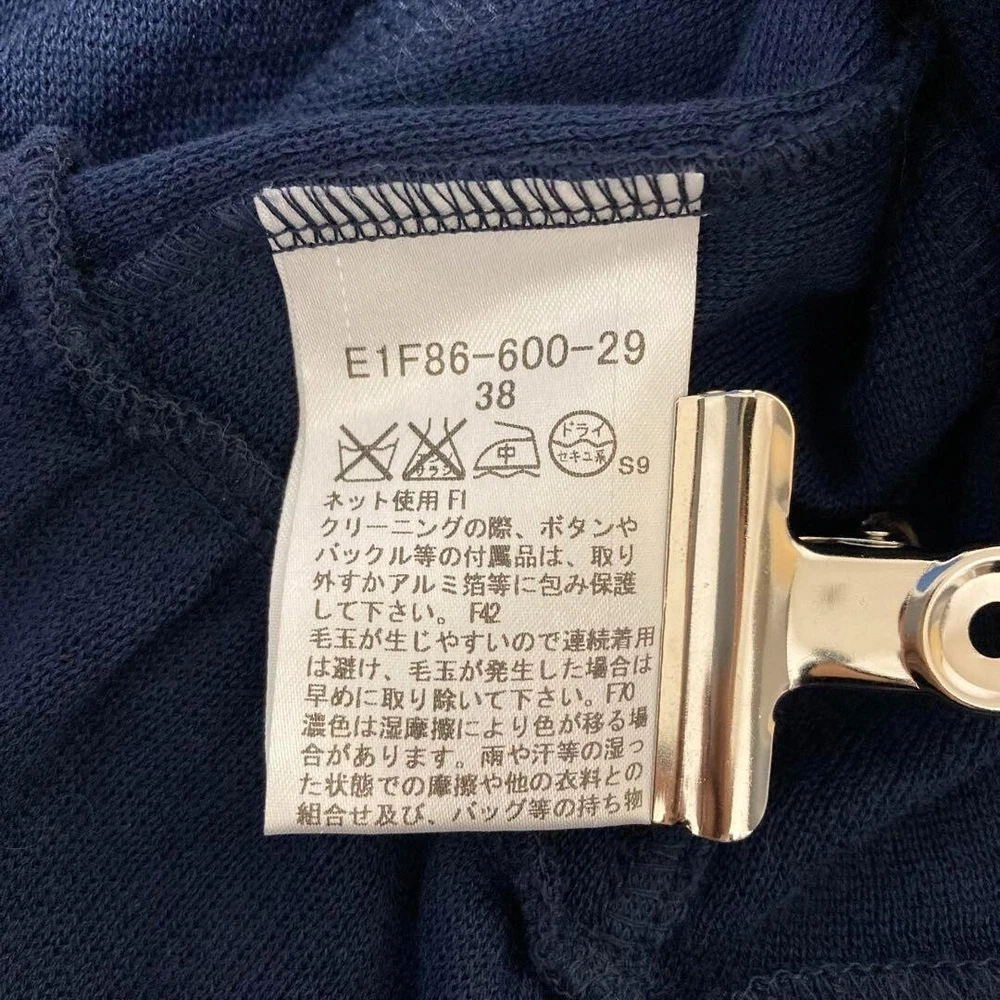 E1F86-600-29
38
中 ドライ
セキユ系 S9
ネット使用 F1
クリーニングの際、ボタンや
バックル等の付属品は、取り
外すかアルミ箔等に包み保護
して下さい。 F42
毛玉が生じやすいので連続着用
は避け、毛玉が発生した場合は
早めに取り除いて下さい。F70
濃色は湿摩擦により色が移る場
合があります。雨や汗等の湿っ
た状態での摩擦や他の衣料との
組合せ及び、バッグ等の持ち物